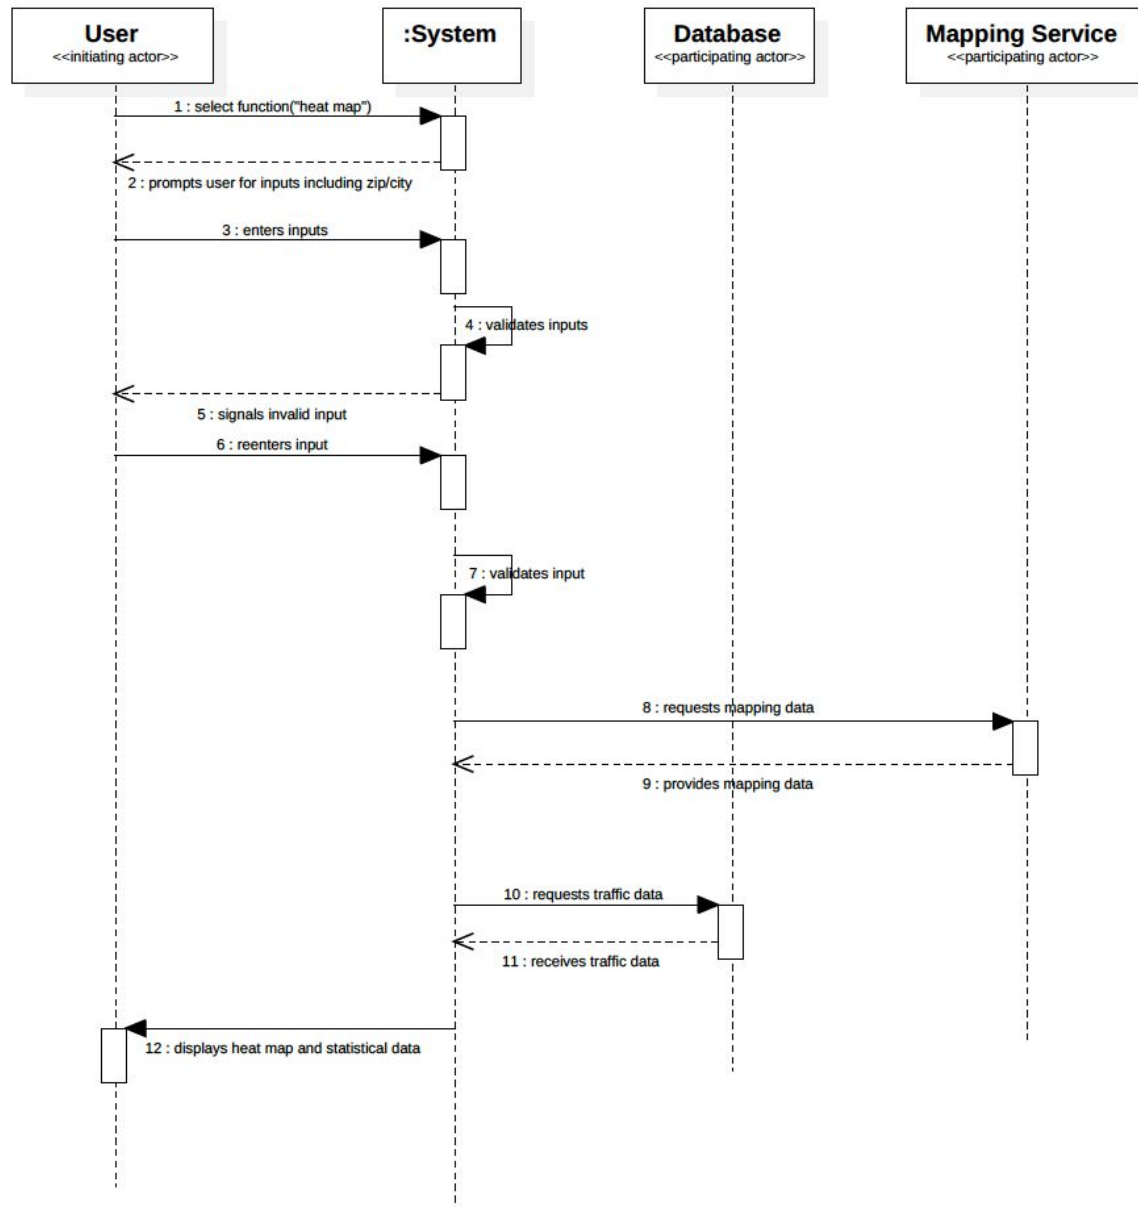 User
<<initiating actor>>
:System
Database
<<participating actor>>
Mapping Service
<<participating actor>>
1 : select function("heat map")
2 : prompts user for inputs including zip/city
3 : enters inputs
4 : validates inputs
5 : signals invalid input
6 : reenters input
7 : validates input
8 : requests mapping data
9 : provides mapping data
10 : requests traffic data
11 : receives traffic data
12 : displays heat map and statistical data